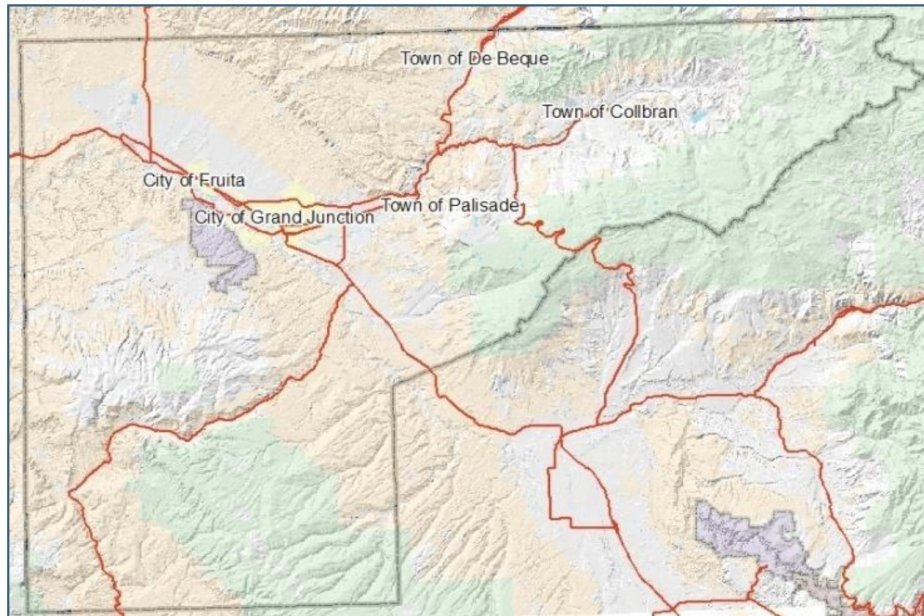 Town of De Beque
Town of Collbran
City of Fruita
Town of Palisade
City of Grand Junction